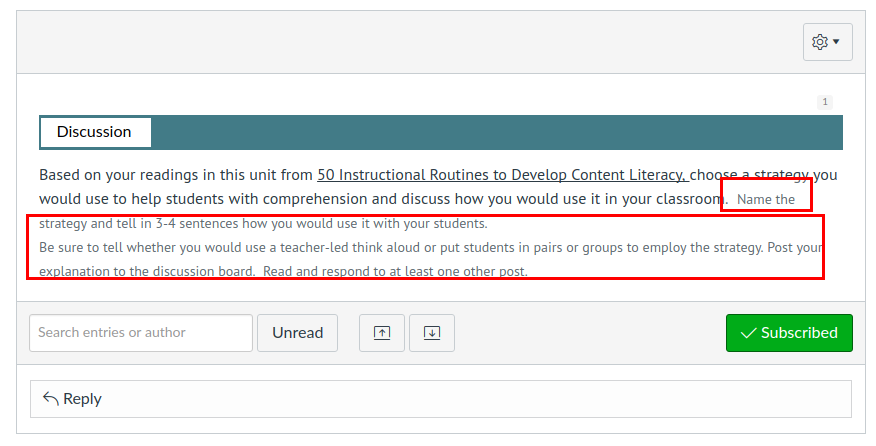 1
Discussion
Based on your readings in this unit from 50 Instructional Routines to Develop Content Literacy, choose a strategy you
would use to help students with comprehension and discuss how you would use it in your classroom. Name the
strategy and tell in 3-4 sentences how you would use it with your students.
Be sure to tell whether you would use a teacher-led think aloud or put students in pairs or groups to employ the strategy. Post your
explanation to the discussion board. Read and respond to at least one other post.
Search entries or author Unread Subscribed
Reply